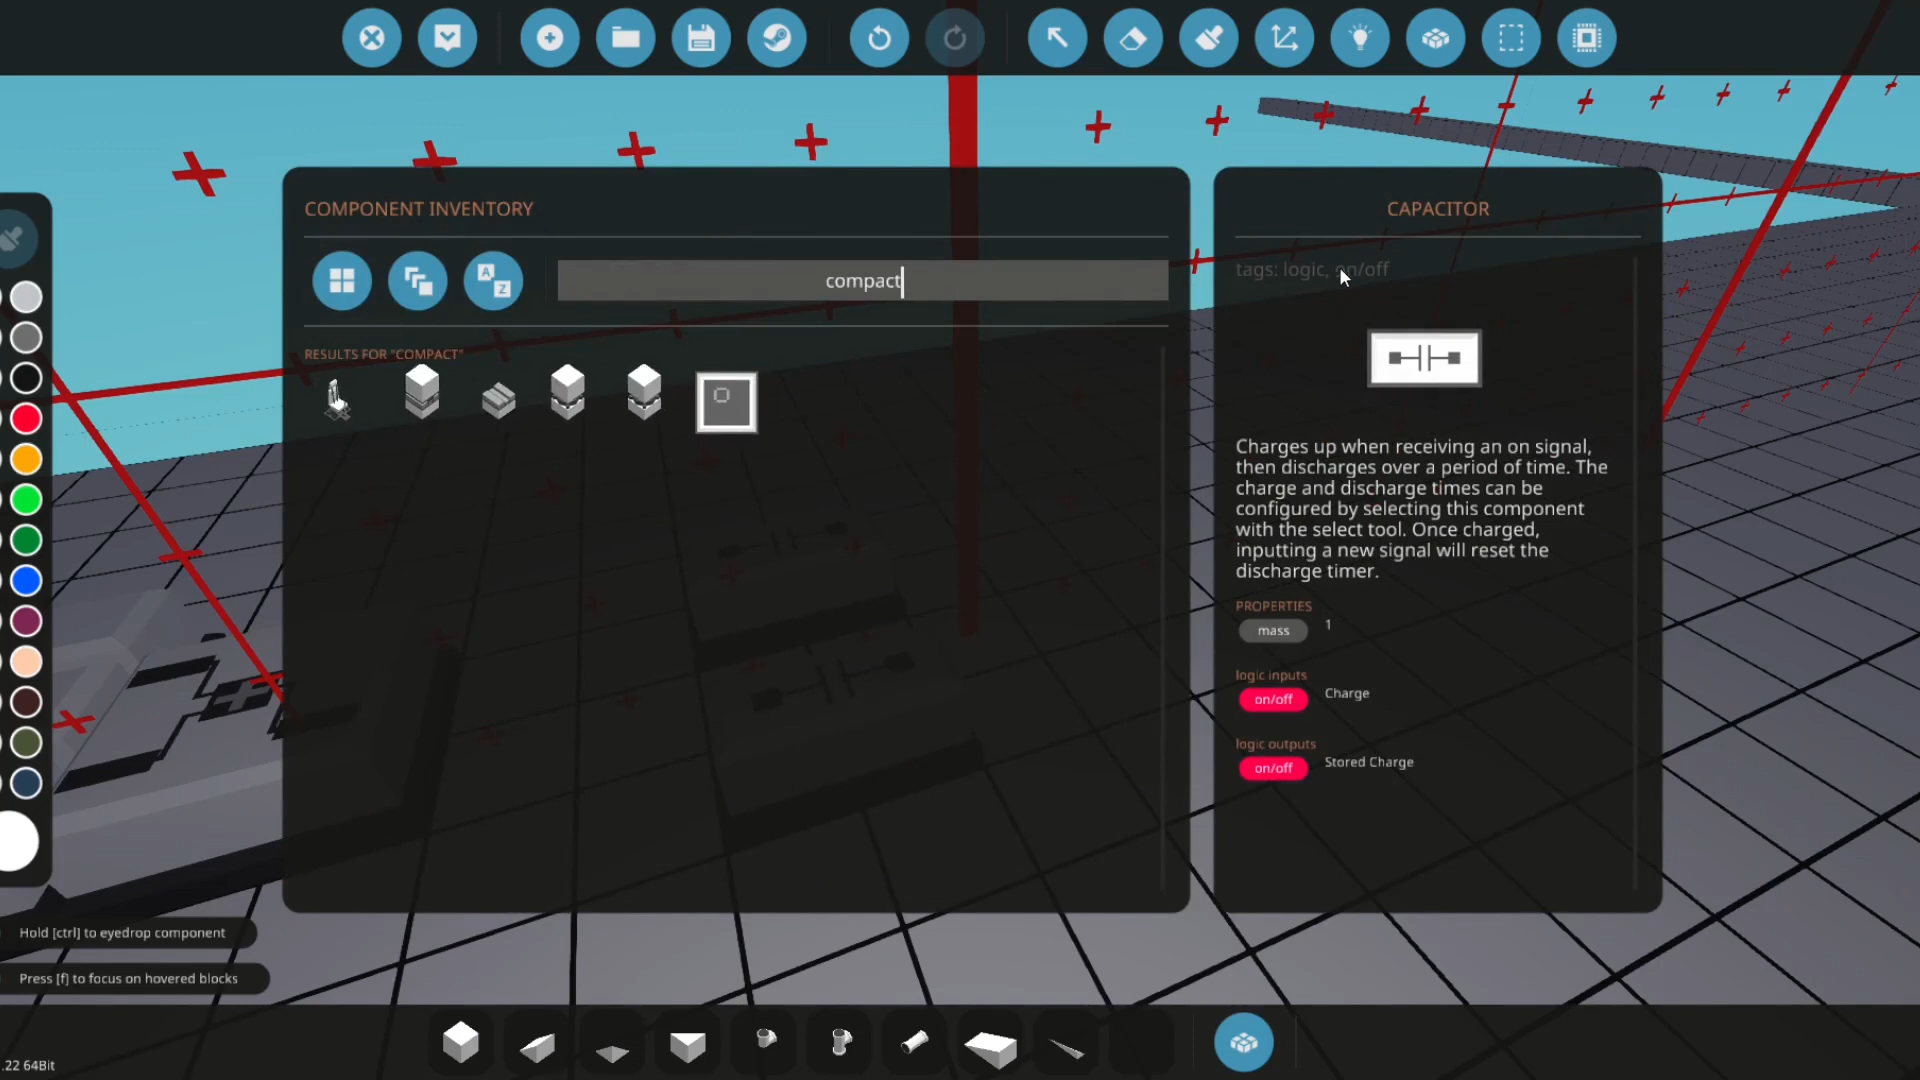 COMPONENT INVENTORY
A
Z
compact
RESULTS FOR "COMPACT"
CAPACITOR
tags: logic, on/off
Charges up when receiving an on signal,
then discharges over a period of time. The
charge and discharge times can be
configured by selecting this component
with the select tool. Once charged,
inputting a new signal will reset the
discharge timer.
PROPERTIES
mass 1
logic inputs
on/off Charge
logic outputs
on/off Stored Charge
Hold [ctrl] to eyedrop component
Press [f] to focus on hovered blocks
.22 64Bit